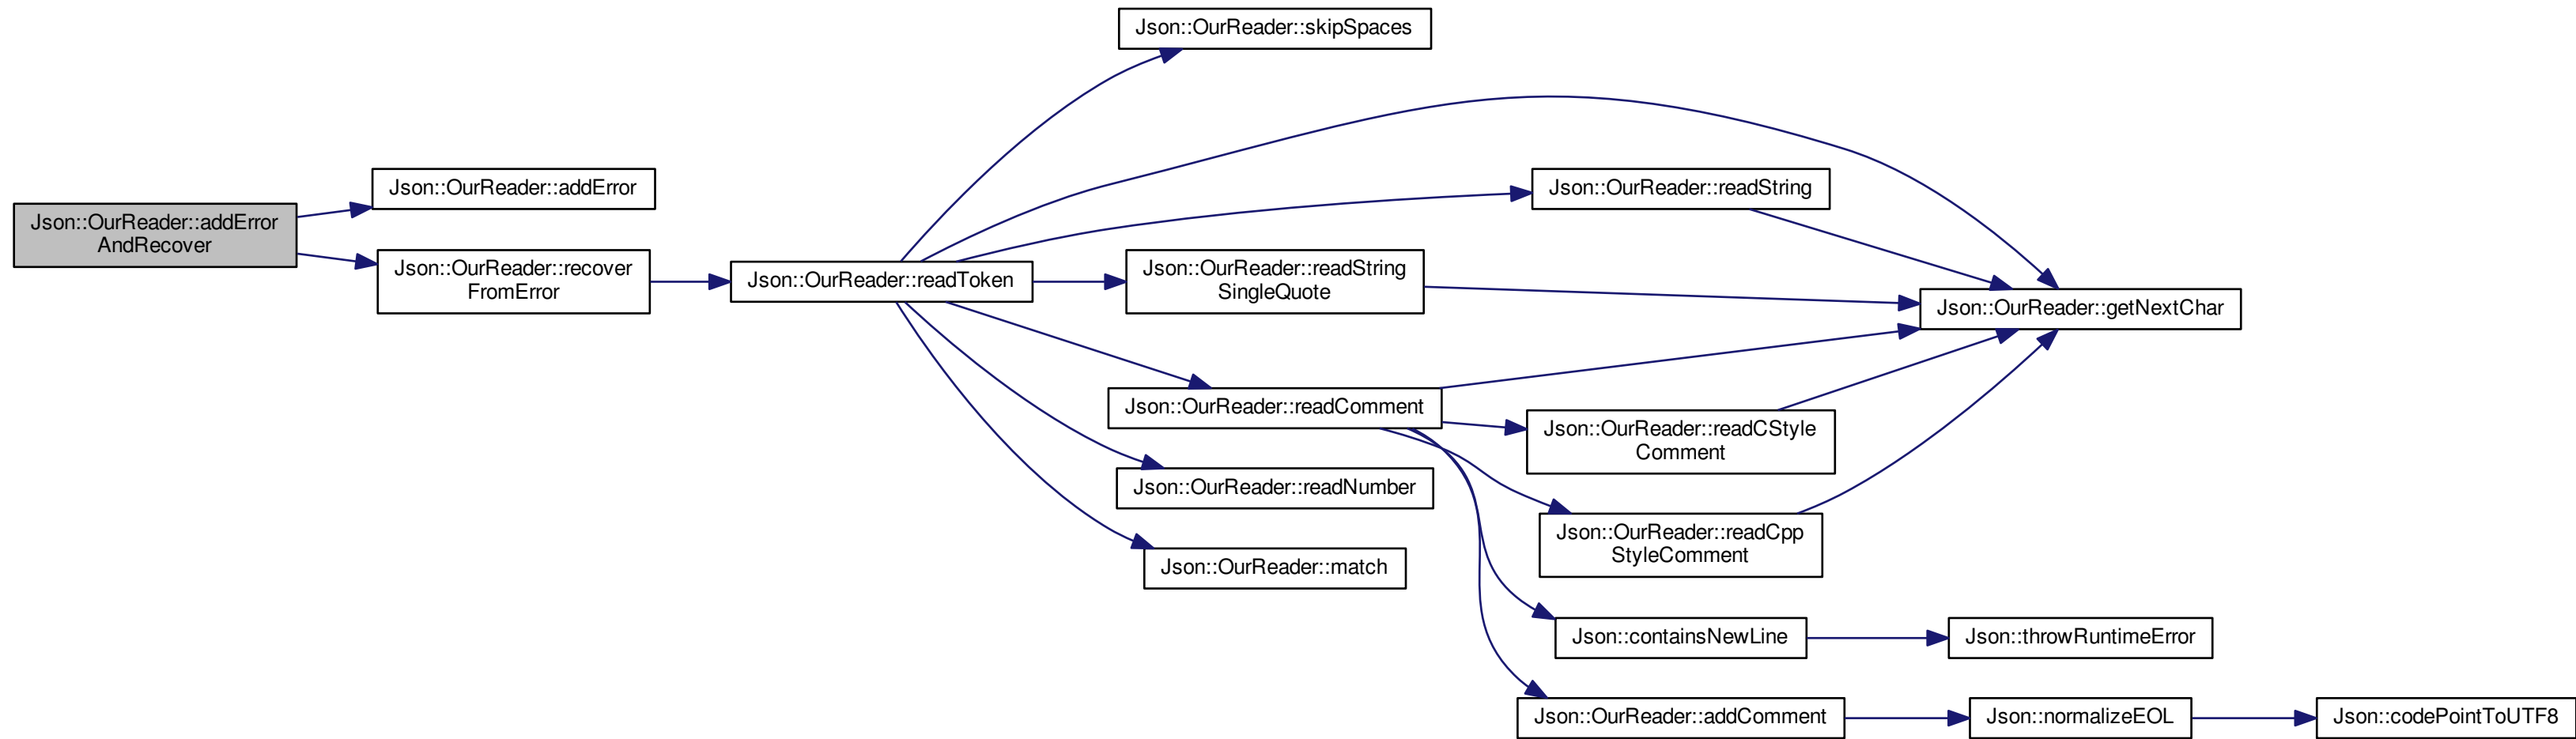 Json::OurReader::skipSpaces
Json::OurReader::addError
Json::OurReader::readString
Json::OurReader::addError
AndRecover
Json::OurReader::recover
FromError
Json::OurReader::readToken
Json::OurReader::readString
SingleQuote
Json::OurReader::getNextChar
Json::OurReader::readComment
Json::OurReader::readCStyle
Comment
Json::OurReader::readNumber
Json::OurReader::readCpp
StyleComment
Json::OurReader::match
Json::containsNewLine
Json::throwRuntimeError
Json::OurReader::addComment
Json::normalizeEOL
Json::codePointToUTF8